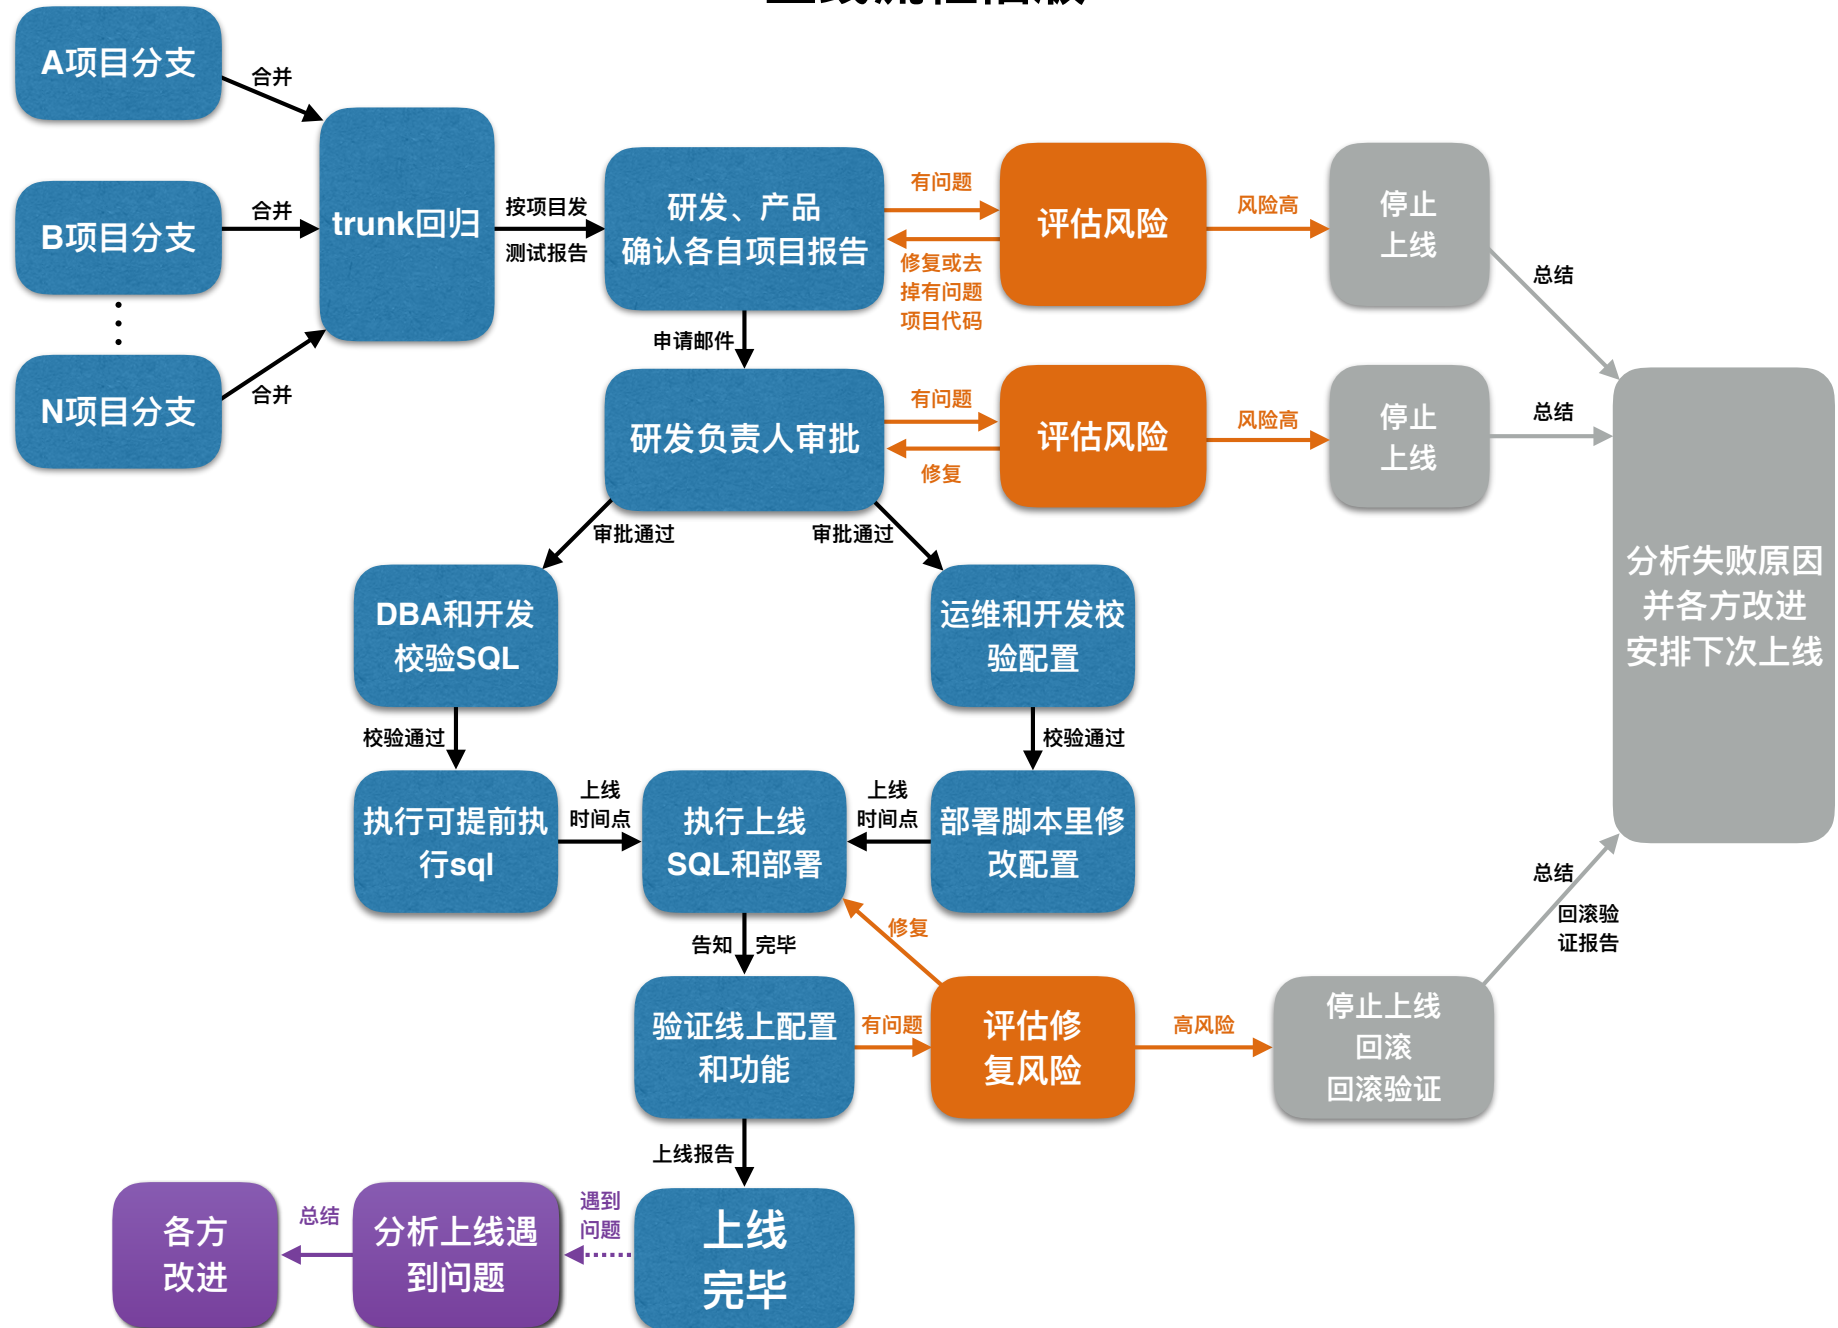 A项目分支
合并
B项目分支
合并
N项目分支
合并
trunk回归
按项目发
测试报告
研发、产品
确认各自项目报告
有问题
修复或去
掉有问题
项目代码
评估风险
风险高
停止
上线
总结
申请邮件
研发负责人审批
有问题
修复
评估风险
风险高
停止
上线
总结
分析失败原因
并各方改进
安排下次上线
审批通过
审批通过
DBA和开发
校验SQL
运维和开发校
验配置
校验通过
校验通过
执行可提前执
行sql
上线
时间点
执行上线
SQL和部署
上线
时间点
部署脚本里修
改配置
告知
完毕
修复
总结
回滚验
证报告
验证线上配置
和功能
有问题
评估修
复风险
高风险
停止上线
回滚
回滚验证
上线报告
上线
完毕
遇到
问题
分析上线遇
到问题
总结
各方
改进